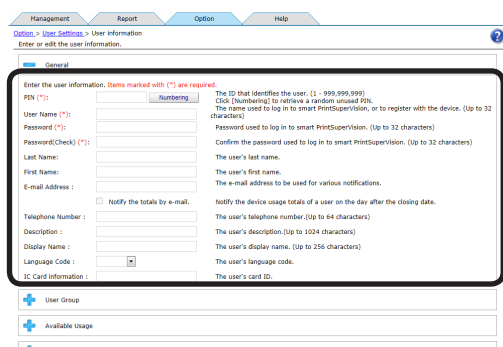 Management Report Option Help
Option > User Settings > User information
Enter or edit the user information.
General
Enter the user information. Items marked with (*) are required.
PIN (*): Numbering The ID that identifies the user. (1 - 999,999,999)
Click [Numbering] to retrieve a random unused PIN.
User Name (*): The name used to log in to smart PrintSuperVision, or to register with the device. (Up to 32
characters)
Password (*): Password used to log in to smart PrintSuperVision. (Up to 32 characters)
Password(Check) (*): Confirm the password used to log in to smart PrintSuperVision. (Up to 32 characters)
Last Name: The user's last name.
First Name: The user's first name.
E-mail Address : The e-mail address to be used for various notifications.
Notify the totals by e-mail. Notify the device usage totals of a user on the day after the closing date.
Telephone Number : The user's telephone number.(Up to 64 characters)
Description : The user's description.(Up to 1024 characters)
Display Name : The user's display name. (Up to 256 characters)
Language Code : The user's language code.
IC Card information : The user's card ID.
User Group
Available Usage